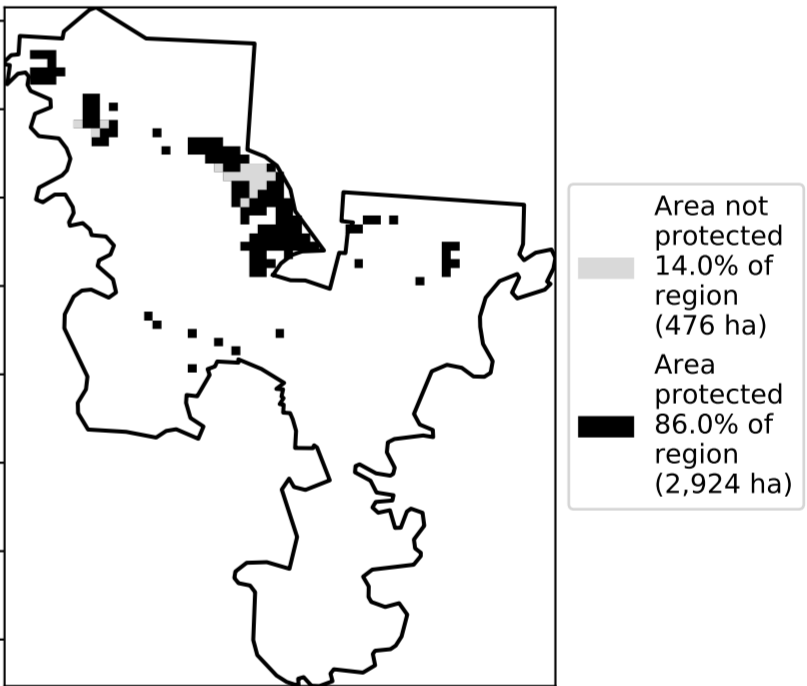 Area not
protected
14.0% of
region
(476 ha)
Area
protected
86.0% of
region
(2,924 ha)